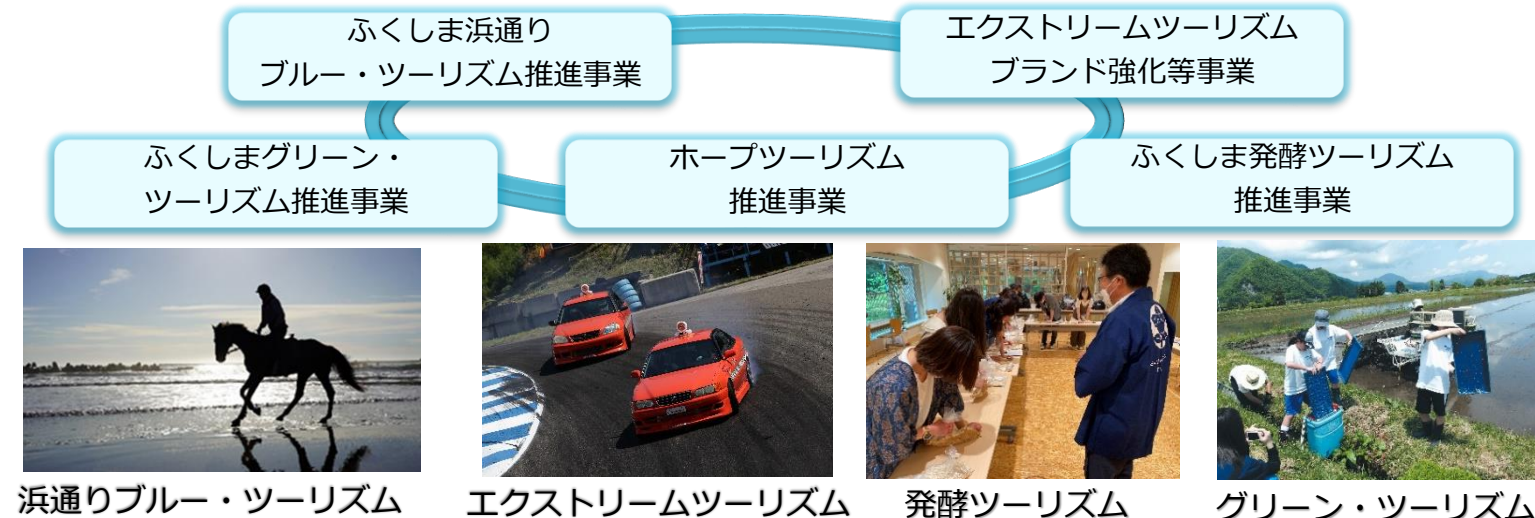 ふくしま浜通り
ブルー・ツーリズム推進事業
エクストリームツーリズム
ブランド強化等事業
ふくしまグリーン・
ツーリズム推進事業
ホープツーリズム
推進事業
ふくしま発酵ツーリズム
推進事業
浜通りブルー・ツーリズム
エクストリームツーリズム
発酵ツーリズム
グリーン・ツーリズム